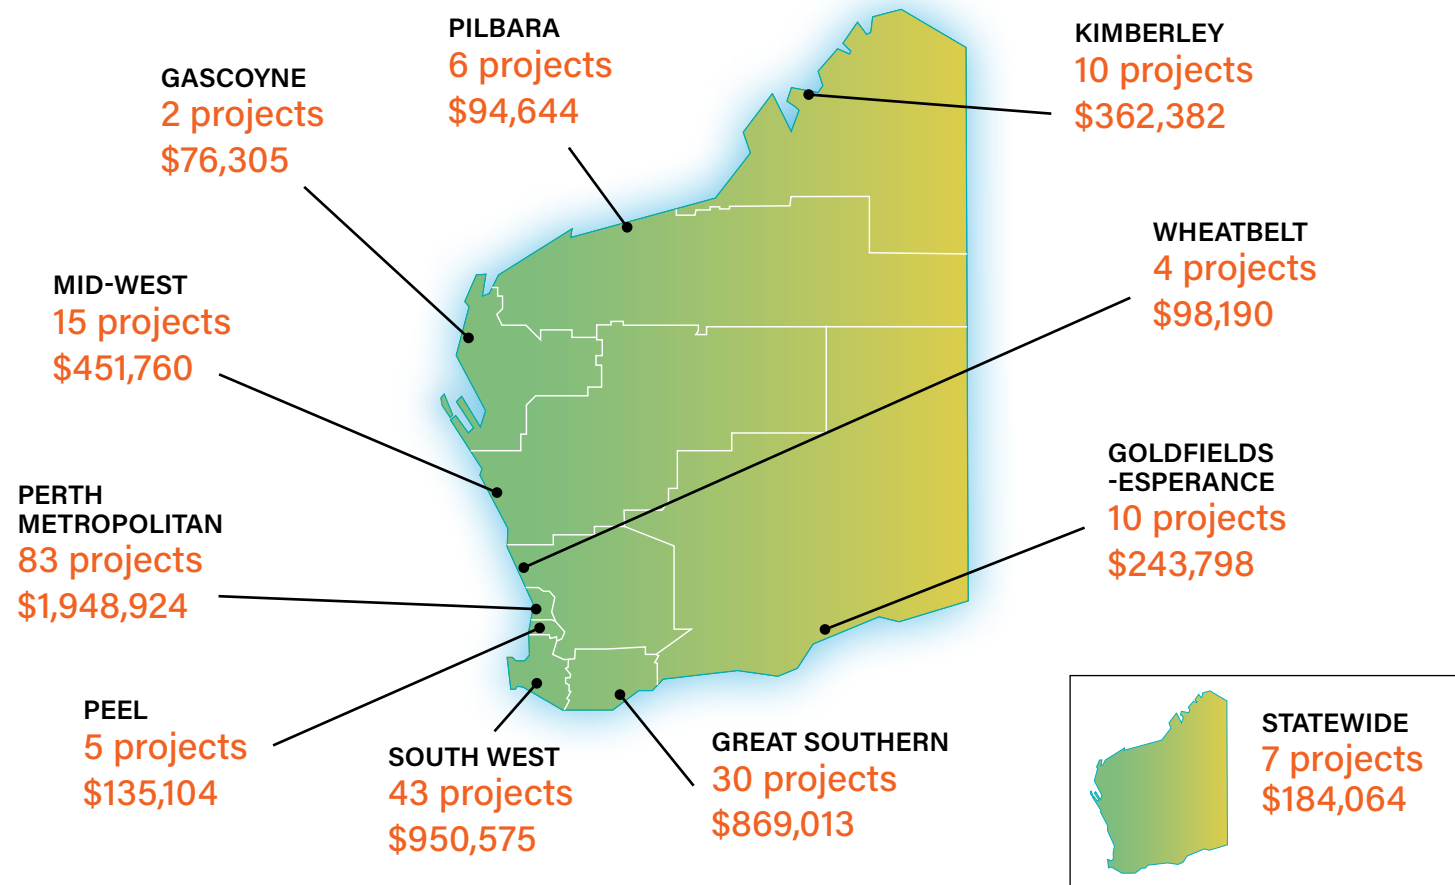 PILBARA
6 projects
$94,644
KIMBERLEY
10 projects
$362,382
GASCOYNE
2 projects
$76,305
WHEATBELT
4 projects
$98,190
MID-WEST
15 projects
$451,760
GOLDFIELDS
-ESPERANCE
10 projects
$243,798
PERTH
METROPOLITAN
83 projects
$1,948,924
PEEL
5 projects
$135,104
SOUTH WEST
43 projects
$950,575
GREAT SOUTHERN
30 projects
$869,013
STATEWIDE
7 projects
$184,064